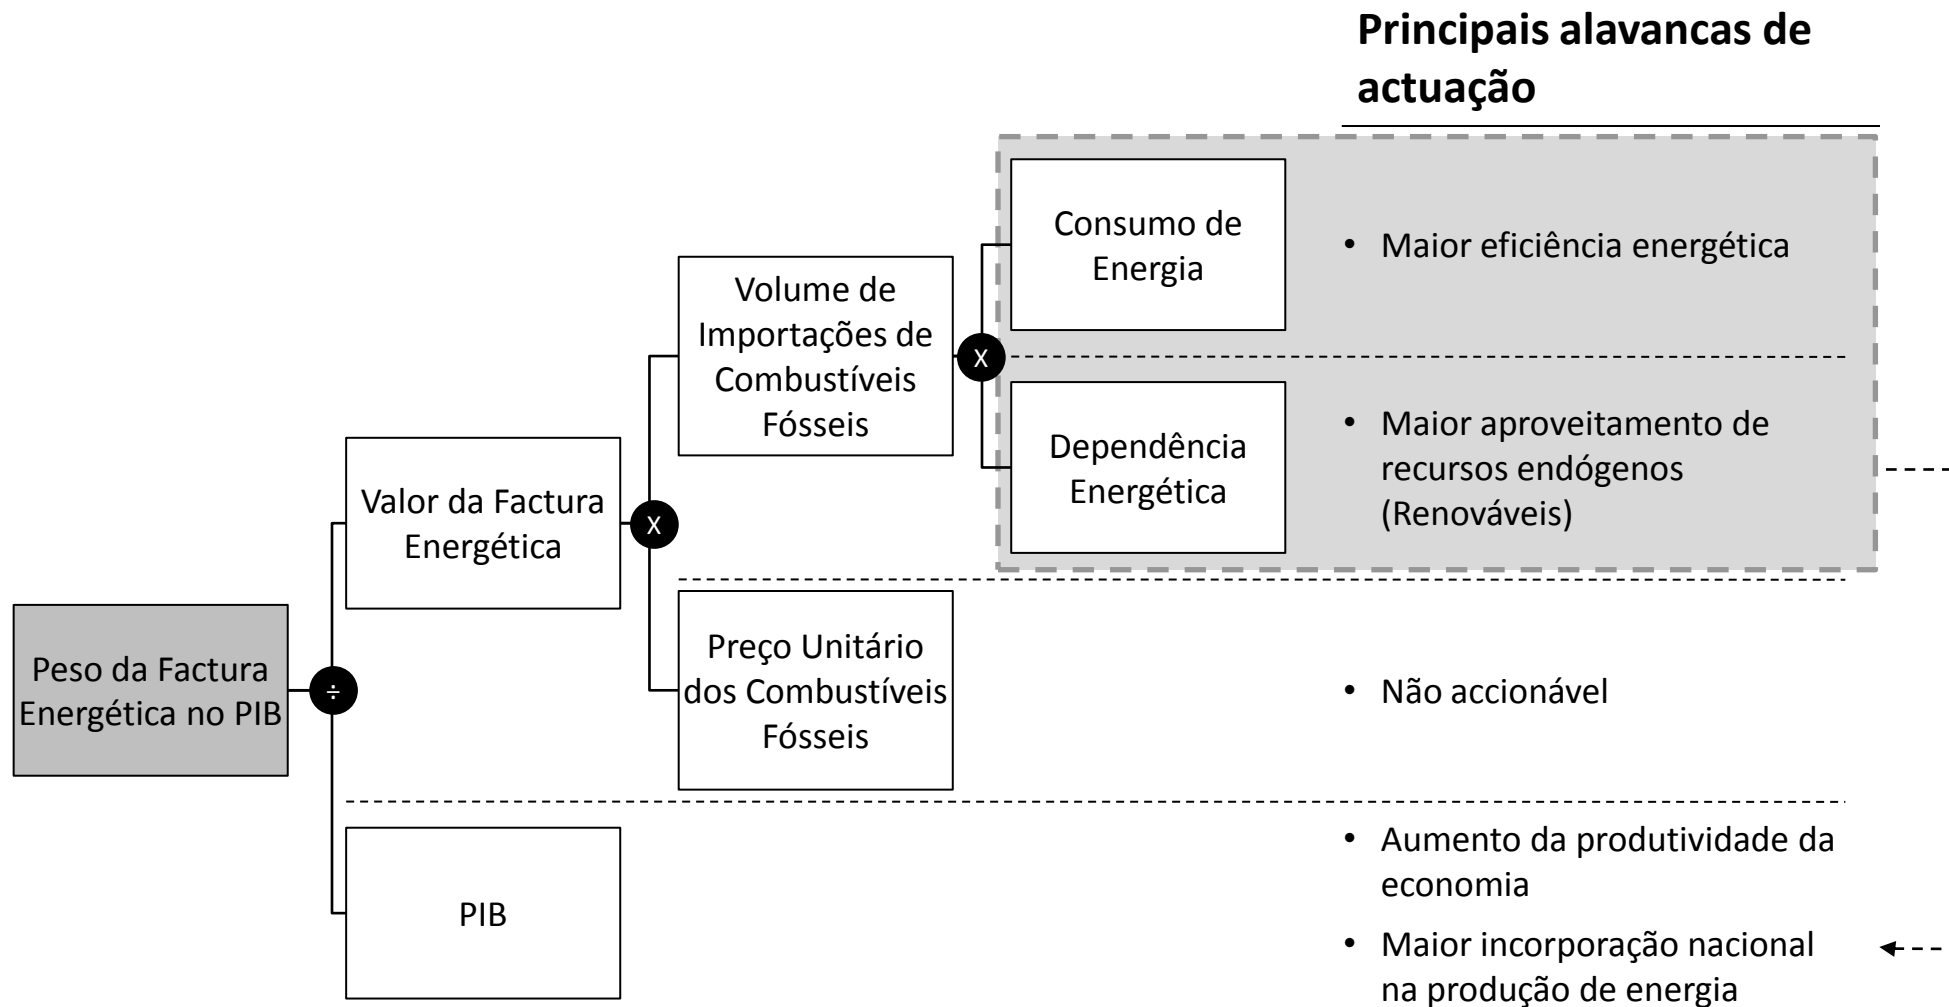 Principais alavancas de
actuação
Consumo de
Energia
• Maior eficiência energética
Volume de
Importações de
Combustíveis
Fósseis
X
Dependência
Energética
• Maior aproveitamento de
recursos endógenos
(Renováveis)
Valor da Factura
Energética
X
Peso da Factura
Energética no PIB
÷
Preço Unitário
dos Combustíveis
Fósseis
• Não accionável
PIB
• Aumento da produtividade da
economia
• Maior incorporação nacional
na produção de energia